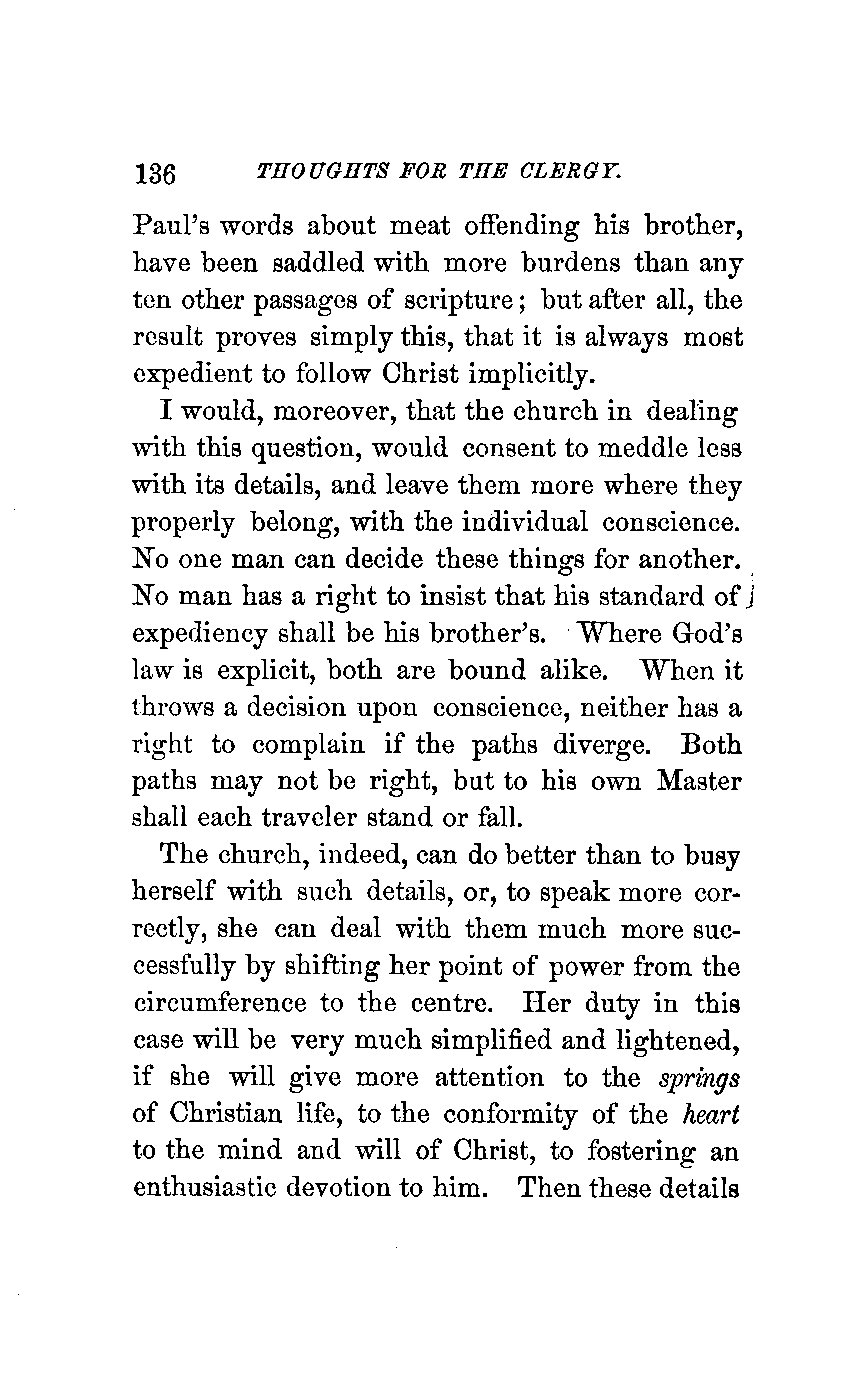 136 THOUGHTS FOR THE CLERGY.
Paul's words about meat offending his brother,
have been saddled with more burdens than any
ten other passages of scripture; but after all, the
result proves simply this, that it is always most
expedient to follow Christ implicitly.
I would, moreover, that the church in dealing
with this question, would consent to meddle less
with its details, and leave them more where they
properly belong, with the individual conscience.
No one man can decide these things for another.
No man has a right to insist that his standard of
expediency shall be his brother's. Where God's
law is explicit, both are bound alike. When it
throws a decision upon conscience, neither has a
right to complain if the paths diverge. Both
paths may not be right, but to his own Master
shall each traveler stand or fall.
The church, indeed, can do better than to busy
herself with such details, or, to speak more cor-
rectly, she can deal with them much more suc-
cessfully by shifting her point of power from the
circumference to the centre. Her duty in this
case will be very much simplified and lightened,
if she will give more attention to the springs
of Christian life, to the conformity of the heart
to the mind and will of Christ, to fostering an
enthusiastic devotion to him. Then these details